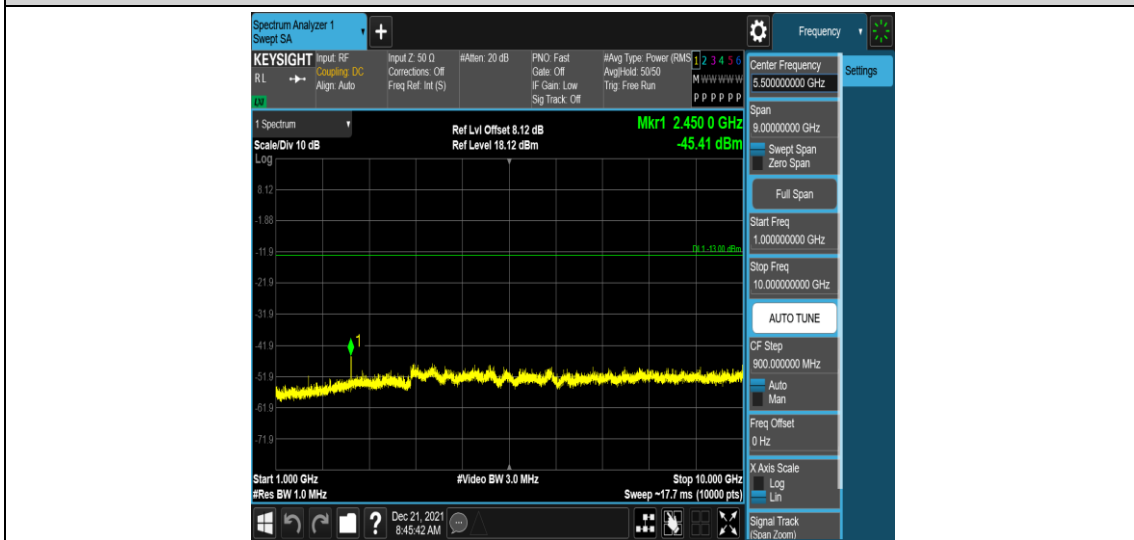 Spectrum Analyzer 1
Swept SA
+
Frequency
KEYSIGHT
RL
LXI
Input: RF
Coupling: DC
Align: Auto
Input Z: 50 Ω
Corrections: Off
Freq Ref: Int (S)
#Atten: 20 dB
PNO: Fast
Gate: Off
IF Gain: Low
Sig Track: Off
#Avg Type: Power (RMS
Avg|Hold: 50/50
Trig: Free Run
1 2 3 4 5 6
M W W W W W
P P P P P P
1 Spectrum
Scale/Div 10 dB
Ref Lvl Offset 8.12 dB
Ref Level 18.12 dBm
Mkr1 2.450 0 GHz
-45.41 dBm
Log
8.12
-1.88
-11.9
DL1 -13.00 dBm
-21.9
-31.9
-41.9
1
-51.9
-61.9
-71.9
Start 1.000 GHz
#Video BW 3.0 MHz
Stop 10.000 GHz
#Res BW 1.0 MHz
Sweep ~17.7 ms (10000 pts)
?
Dec 21, 2021
8:45:42 AM
Center Frequency
5.500000000 GHz
Settings
Span
9.00000000 GHz
Swept Span
Zero Span
Full Span
Start Freq
1.000000000 GHz
Stop Freq
10.000000000 GHz
AUTO TUNE
CF Step
900.000000 MHz
Auto
Man
Freq Offset
0 Hz
X Axis Scale
Log
Lin
Signal Track
(Span Zoom)